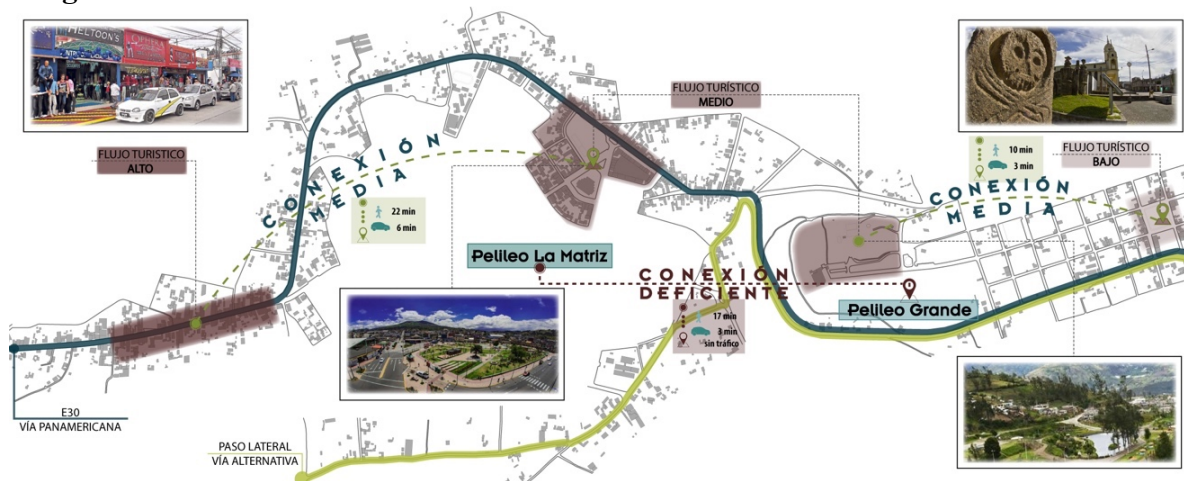 FLUJO TURISTICO
ALTO
CONEXIÓN
MEDIA
22 min
6 min
E30
VÍA PANAMERICANA
PASO LATERAL
VÍA ALTERNATIVA
Pelileo La Matriz
CONEXIÓN
DEFICIENTE
17 min
3 min
sin tráfico
FLUJO TURÍSTICO
MEDIO
Pelileo Grande
10 min
3 min
FLUJO TURÍSTICO
BAJO
CONEXIÓN
MEDIA